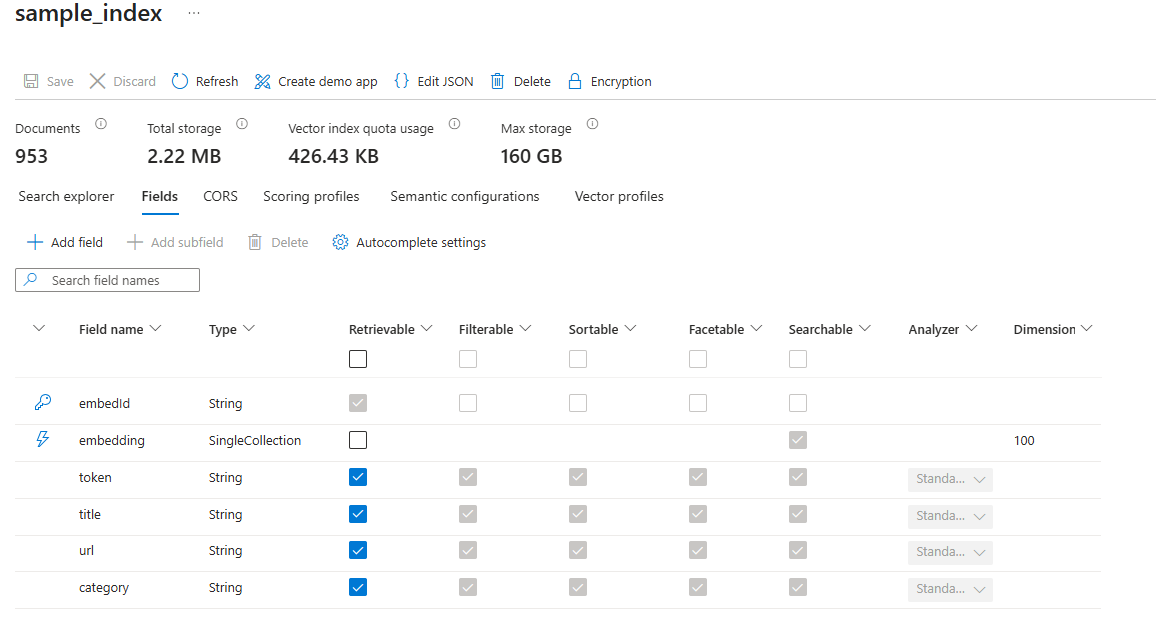 sample_index ...
Save Discard Refresh Create demo app Edit JSON Delete Encryption
Documents Total storage Vector index quota usage Max storage
953 2.22 MB 426.43 KB 160 GB
Search explorer Fields CORS Scoring profiles Semantic configurations Vector profiles
Add field Add subfield Delete Autocomplete settings
Search field names
Field name Type Retrievable Filterable Sortable Facetable Searchable Analyzer Dimension
embedId String
embedding SingleCollection 100
token String Standa...
title String Standa...
url String Standa...
category String Standa...